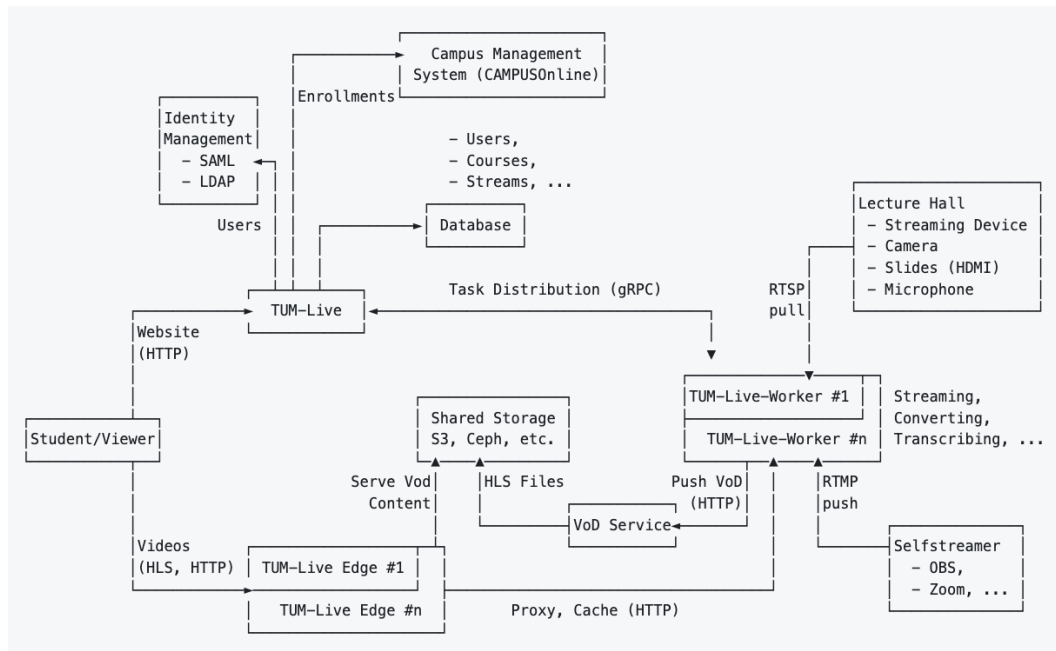 Campus Management
System (CAMPUSOnline)
Enrollments
Identity
Management
– SAML
– LDAP
– Users,
– Courses,
– Streams, ...
Users
Database
Lecture Hall
– Streaming Device
– Camera
– Slides (HDMI)
– Microphone
RTSP
pull
Task Distribution (gRPC)
TUM–Live
Website
(HTTP)
TUM–Live–Worker #1
TUM–Live–Worker #n
Streaming,
Converting,
Transcribing, ...
Student/Viewer
Shared Storage
S3, Ceph, etc.
Serve Vod
Content
HLS Files
Push VoD
(HTTP)
RTMP
push
VoD Service
Videos
(HLS, HTTP)
TUM–Live Edge #1
TUM–Live Edge #n
Proxy, Cache (HTTP)
Selfstreamer
– OBS,
– Zoom, ...